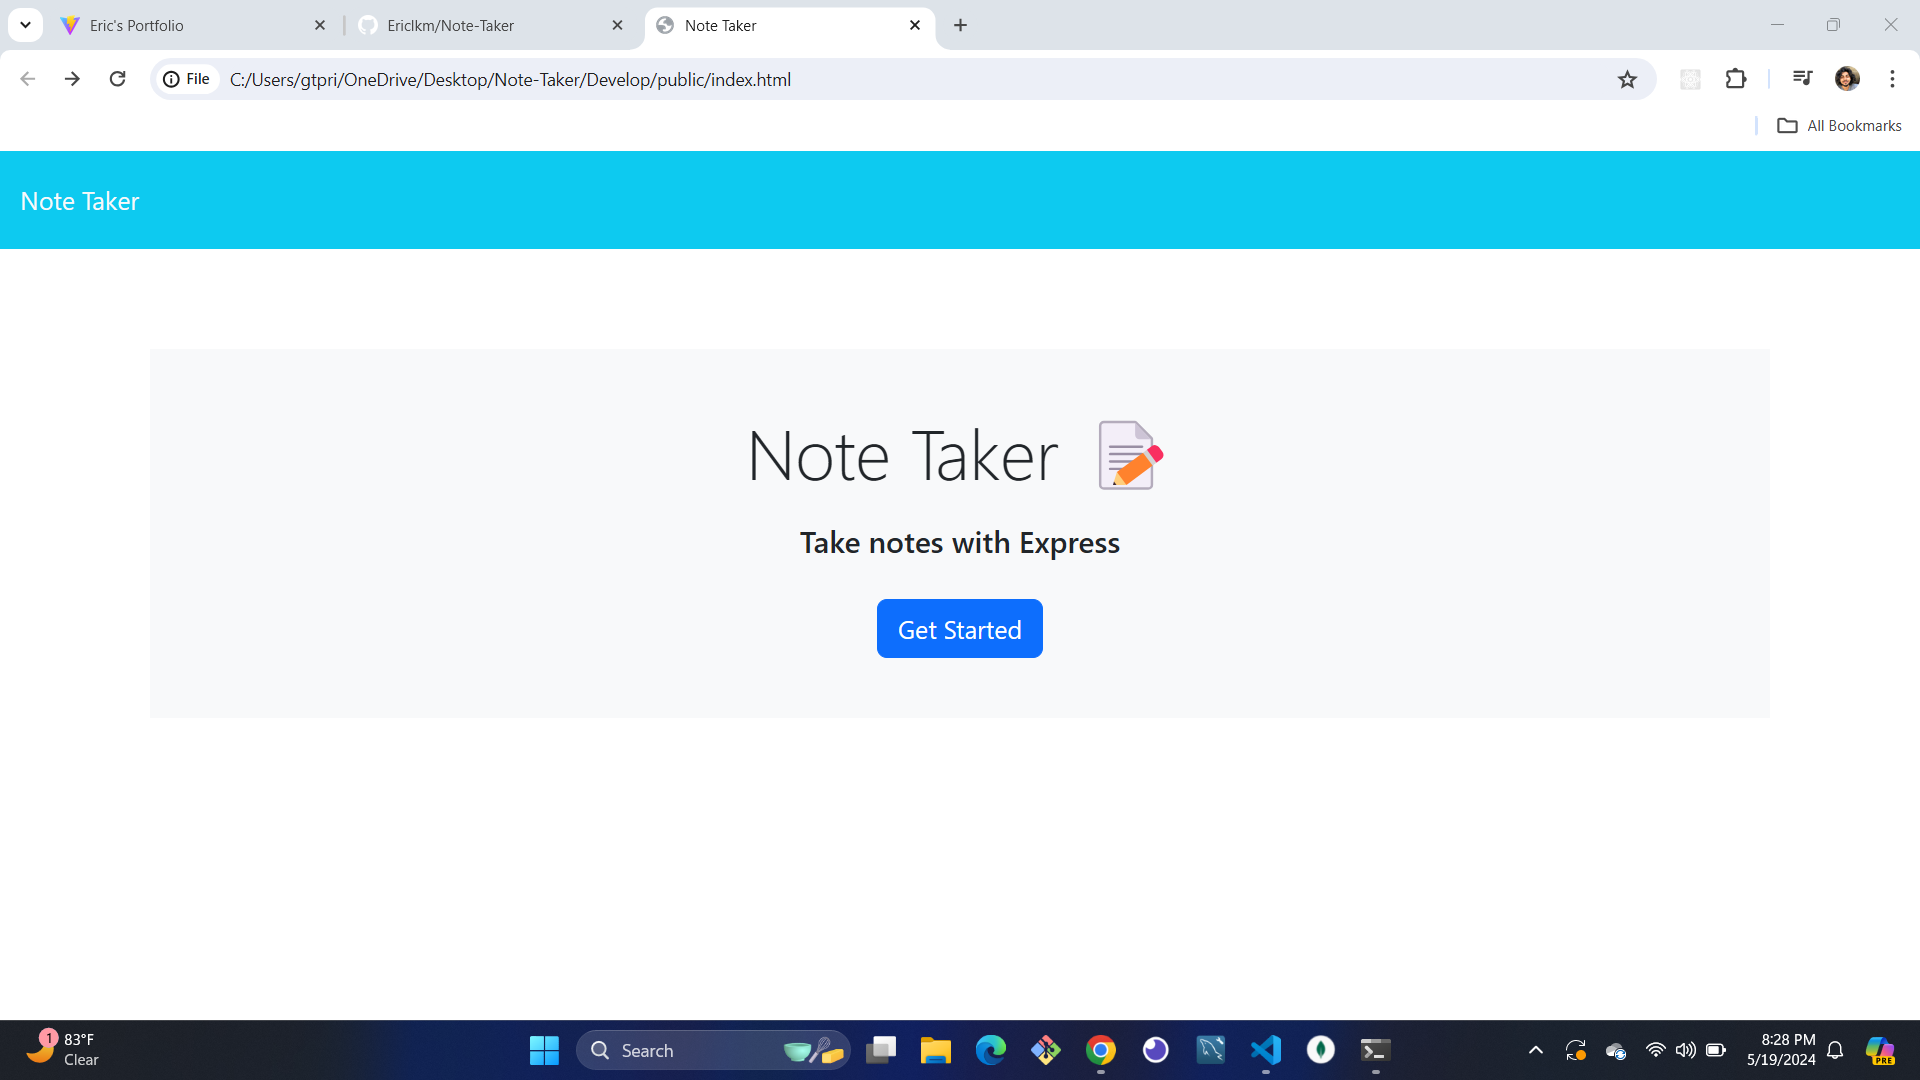 Eric's Portfolio
Ericlkm/Note-Taker
Note Taker
File
C:/Users/gtpri/OneDrive/Desktop/Note-Taker/Develop/public/index.html
All Bookmarks
Note Taker
Note Taker
Take notes with Express
Get Started
1
83°F
Clear
Search
8:28 PM
5/19/2024
PRE